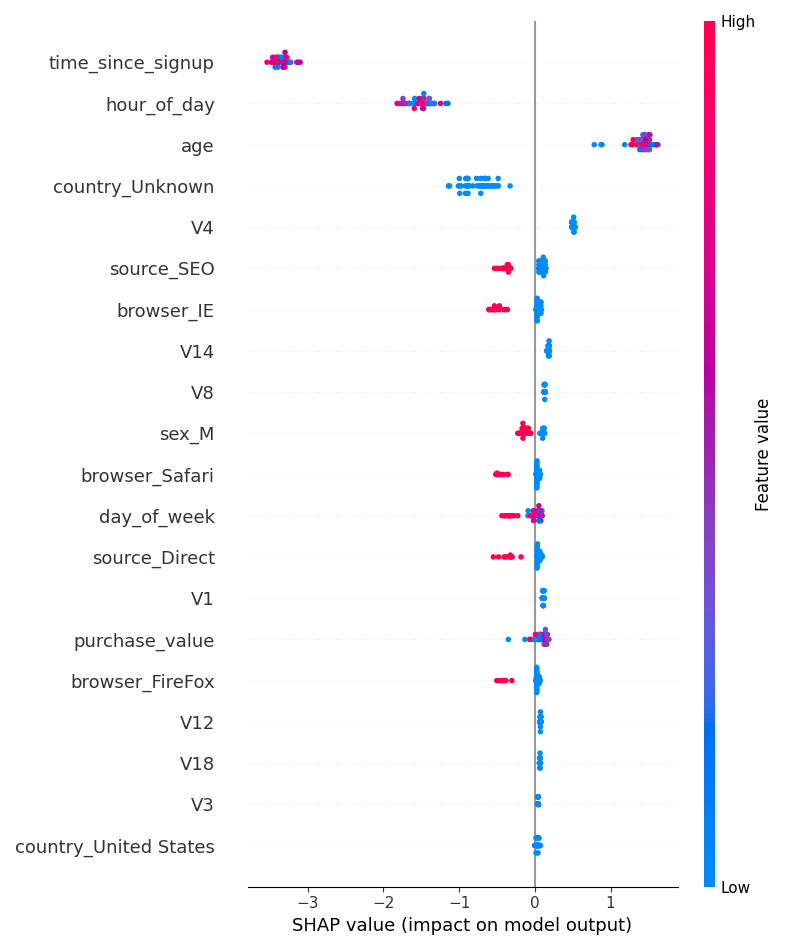 High
time_since_signup
hour_of_day
age
country_Unknown
V4
source_SEO
browser_IE
V14
V8
sex_M
browser_Safari
day_of_week
source_Direct
V1
purchase_value
browser_FireFox
V12
V18
V3
country_United States
Feature value
Low
−3 −2 −1 0 1
SHAP value (impact on model output)